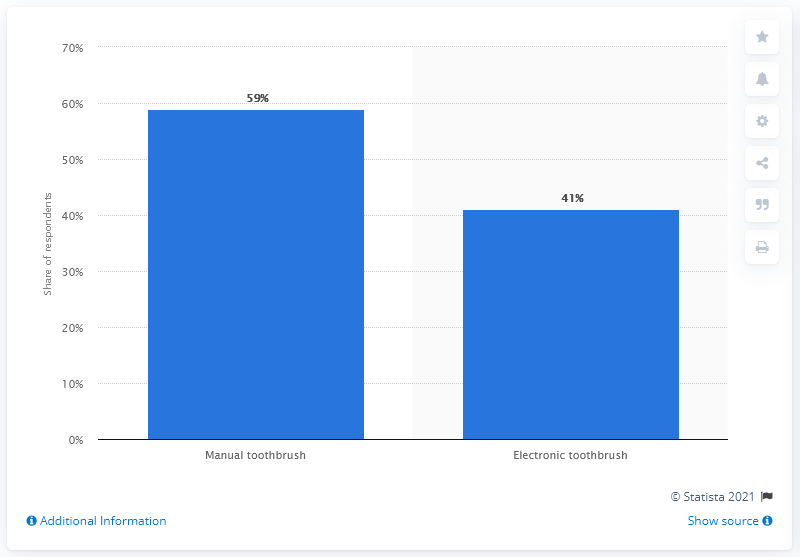 70%
60%
50%
40%
30%
20%
10%
0%
Share of respondents
59%
41%
Manual toothbrush
Electronic toothbrush
© Statista 2021
Additional Information
Show source